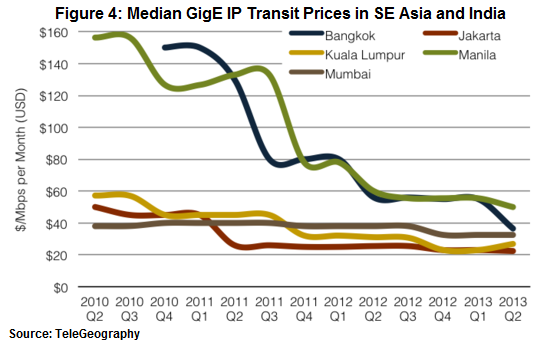 Figure 4: Median GigE IP Transit Prices in SE Asia and India
Bangkok Jakarta
Kuala Lumpur Manila
Mumbai
$/Mbps per Month (USD)
$160
$140
$120
$100
$80
$60
$40
$20
$0
2010 2010 2010 2011 2011 2011 2011 2012 2012 2012 2012 2013 2013
Q2 Q3 Q4 Q1 Q2 Q3 Q4 Q1 Q2 Q3 Q4 Q1 Q2
Source: TeleGeography